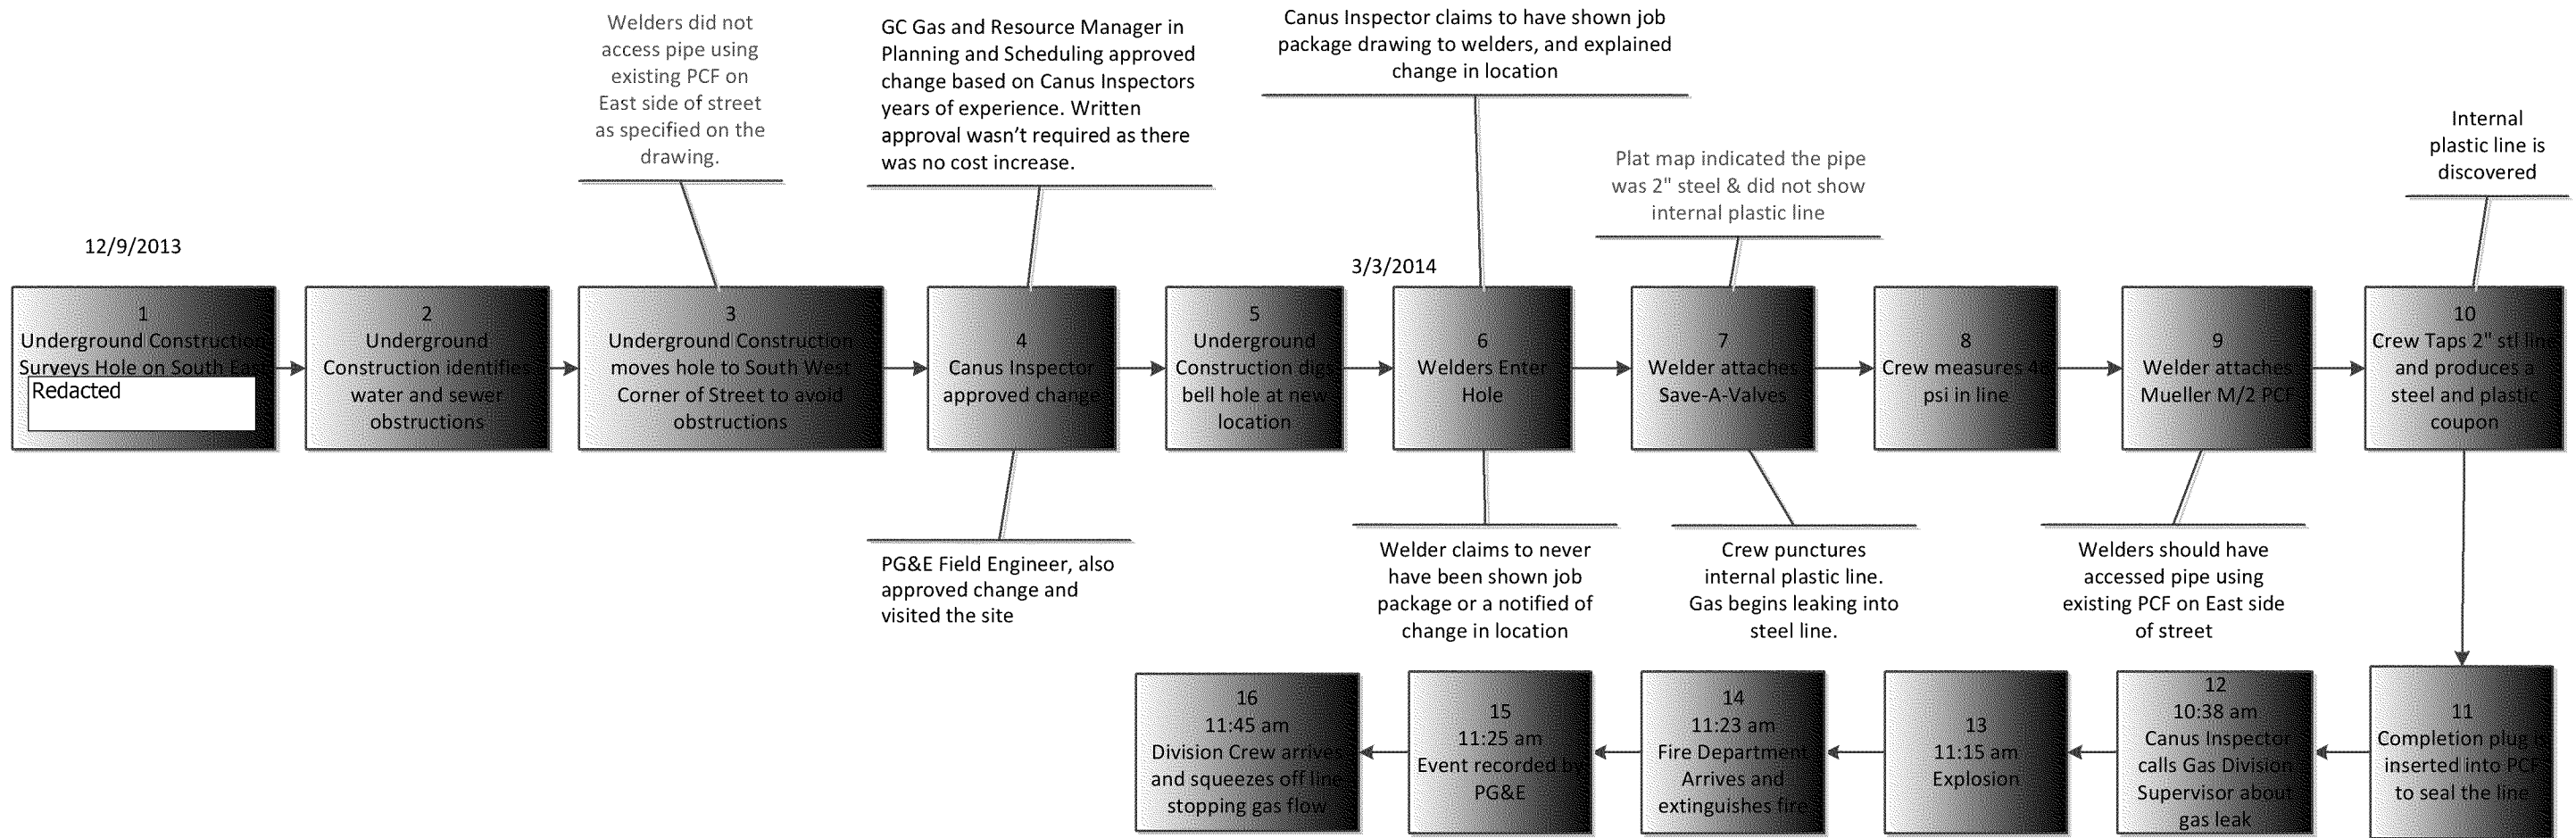 Welders did not
access pipe using
existing PCF on
East side of street
as specified on the
drawing.
GC Gas and Resource Manager in
Planning and Scheduling approved
change based on Canus Inspectors
years of experience. Written
approval wasn't required as there
was no cost increase.
Canus Inspector claims to have shown job
package drawing to welders, and explained
change in location
Plat map indicated the pipe
was 2" steel & did not show
internal plastic line
Internal
plastic line is
discovered
12/9/2013
3/3/2014
1
Underground Construction
Surveys Hole on South East
Redacted
2
Underground
Construction identifies
water and sewer
obstructions
3
Underground Construction
moves hole to South West
Corner of Street to avoid
obstructions
4
Canus Inspector
approved change
5
Underground
Construction digs
bell hole at new
location
6
Welders Enter
Hole
7
Welder attaches
Save-A-Valves
8
Crew measures
psi in line
9
Welder attaches
Mueller M/2 PCF
10
Crew Taps 2" stl line
and produces a
steel and plastic
coupon
PG&E Field Engineer, also
approved change and
visited the site
Welder claims to never
have been shown job
package or a notified of
change in location
Crew punctures
internal plastic line.
Gas begins leaking into
steel line.
Welders should have
accessed pipe using
existing PCF on East side
of street
11
Completion plug is
inserted into PCF
to seal the line
12
10:38 am
Canus Inspector
calls Gas Division
Supervisor about
gas leak
13
11:15 am
Explosion
14
11:23 am
Fire Department
Arrives and
extinguishes fire
15
11:25 am
Event recorded by
PG&E
16
11:45 am
Division Crew arrives
and squeezes off line
stopping gas flow